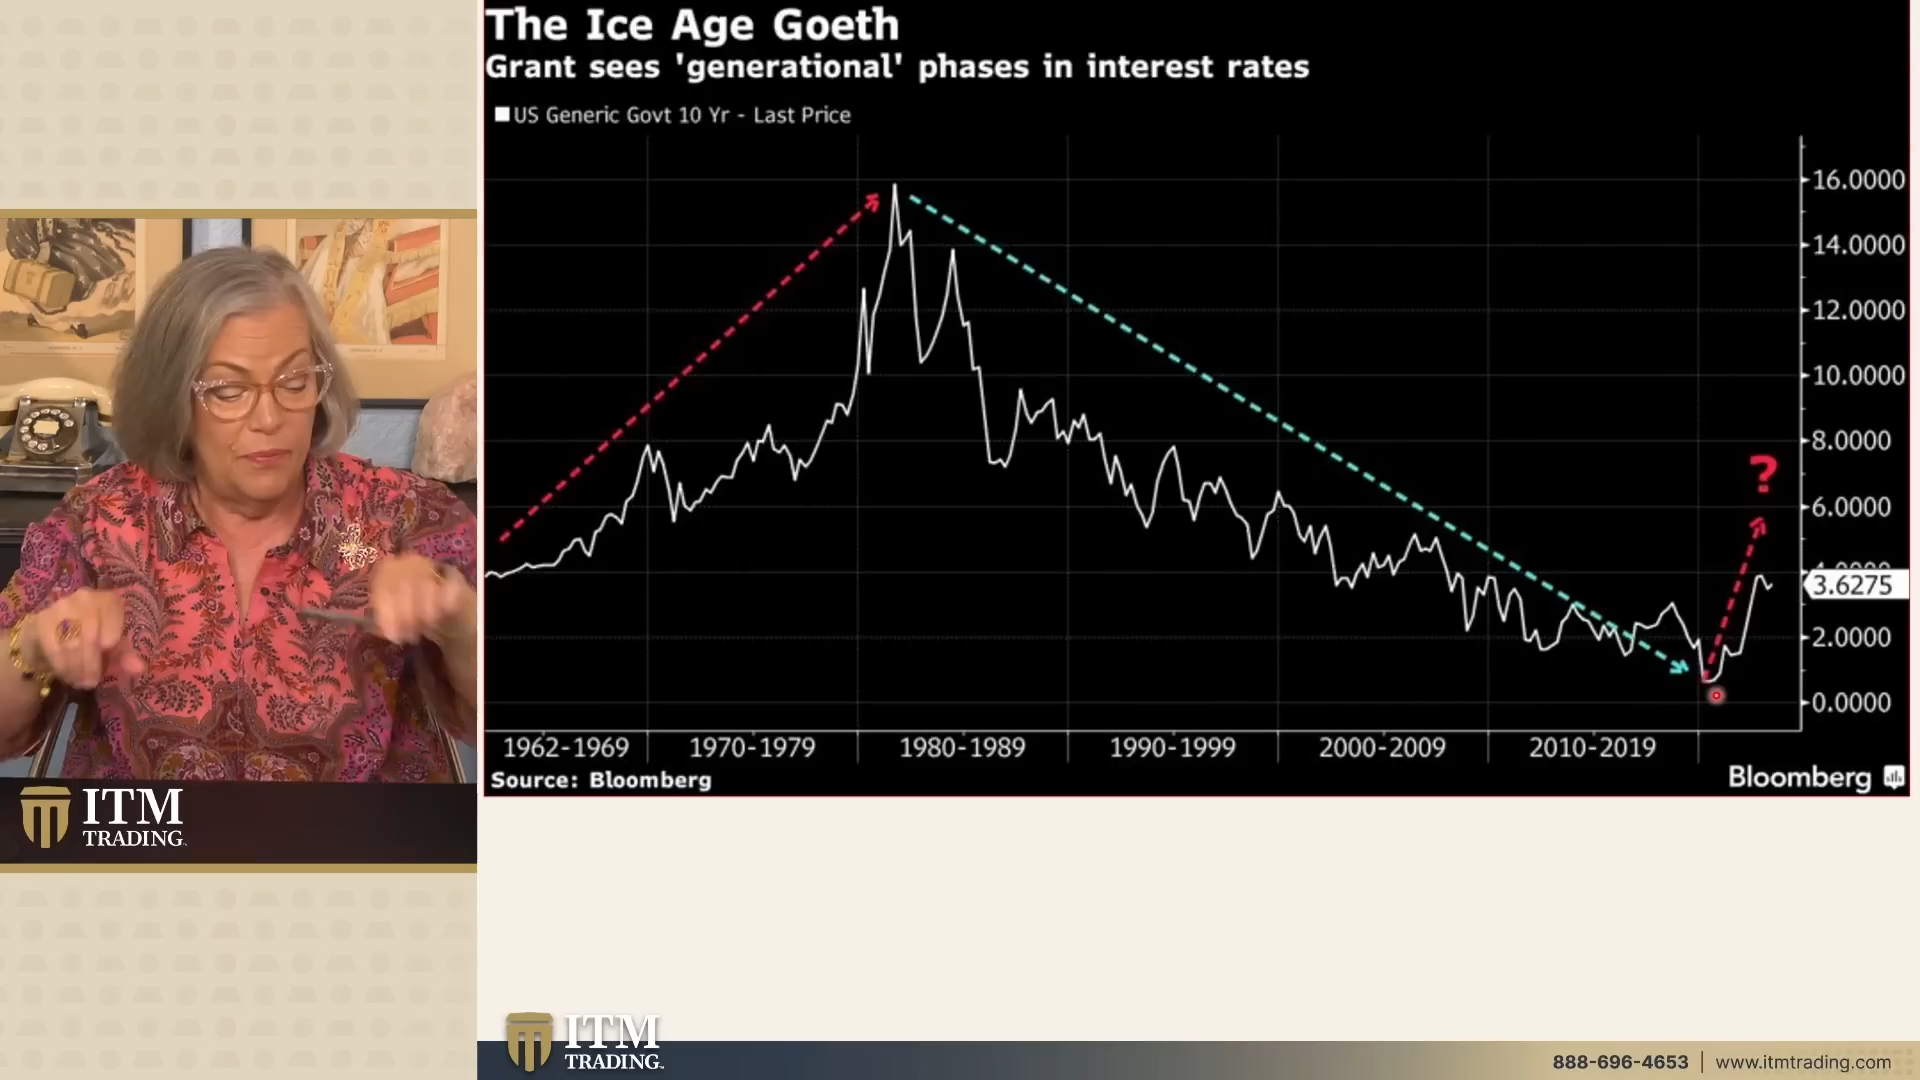 The Ice Age Goeth
Grant sees 'generational' phases in interest rates
US Generic Govt 10 Yr - Last Price
16.0000
14.0000
12.0000
10.0000
8.0000
?
6.0000
4.0000
3.6275
2.0000
0.0000
1962-1969 1970-1979 1980-1989 1990-1999 2000-2009 2010-2019
Source: Bloomberg
Bloomberg
ITM
TRADING
ITM
TRADING
888-696-4653 | www.itmtrading.com